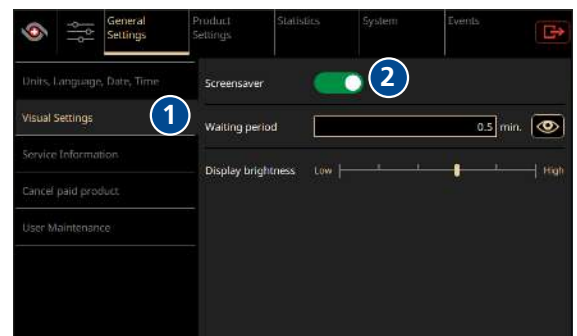 General Settings
Product Settings
Statistics
System
Events
Units, Language, Date, Time
Screensaver
2
Visual Settings
1
Waiting period
0.5 min.
Service Information
Display brightness
Low
High
Cancel paid product
User Maintenance